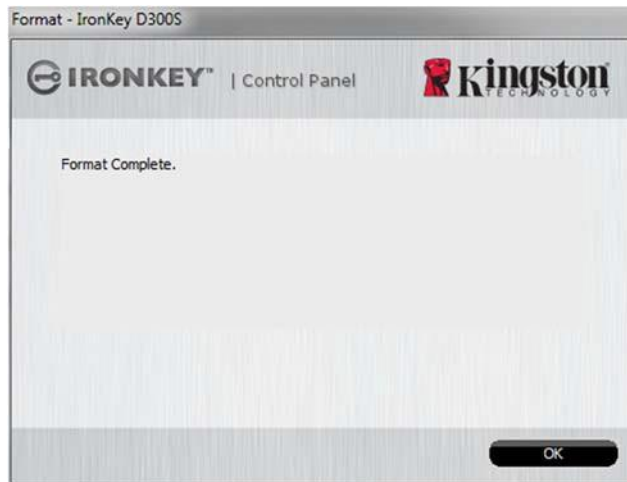 Format - IronKey D300S
IRONKEY™ | Control Panel
Kingston
TECHNOLOGY
Format Complete.
OK